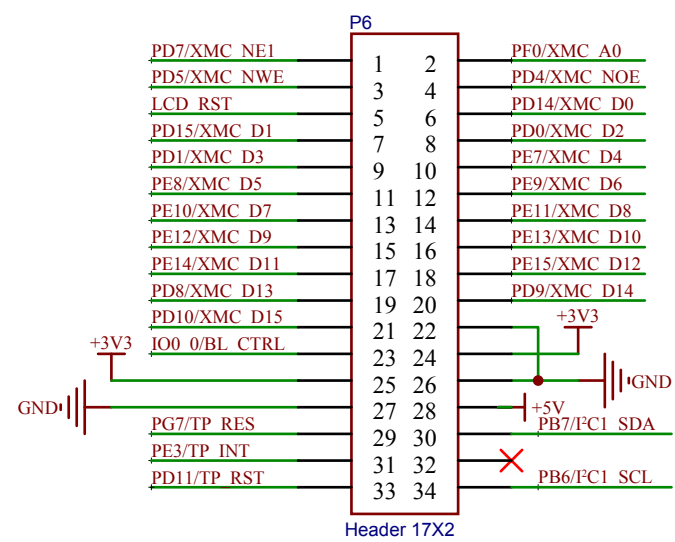 P6
PD7/XMC_NE1 1 2 PF0/XMC_A0
PD5/XMC_NWE 3 4 PD4/XMC_NOE
LCD_RST 5 6 PD14/XMC_D0
PD15/XMC_D1 7 8 PD0/XMC_D2
PD1/XMC_D3 9 10 PE7/XMC_D4
PE8/XMC_D5 11 12 PE9/XMC_D6
PE10/XMC_D7 13 14 PE11/XMC_D8
PE12/XMC_D9 15 16 PE13/XMC_D10
PE14/XMC_D11 17 18 PE15/XMC_D12
PD8/XMC_D13 19 20 PD9/XMC_D14
PD10/XMC_D15 21 22 +3V3
+3V3 IO0_0/BL_CTRL 23 24
25 26 GND
GND 27 28 +5V
PG7/TP_RES 29 30 PB7/I²C1_SDA
PE3/TP_INT 31 32
PD11/TP_RST 33 34 PB6/I²C1_SCL
Header 17X2